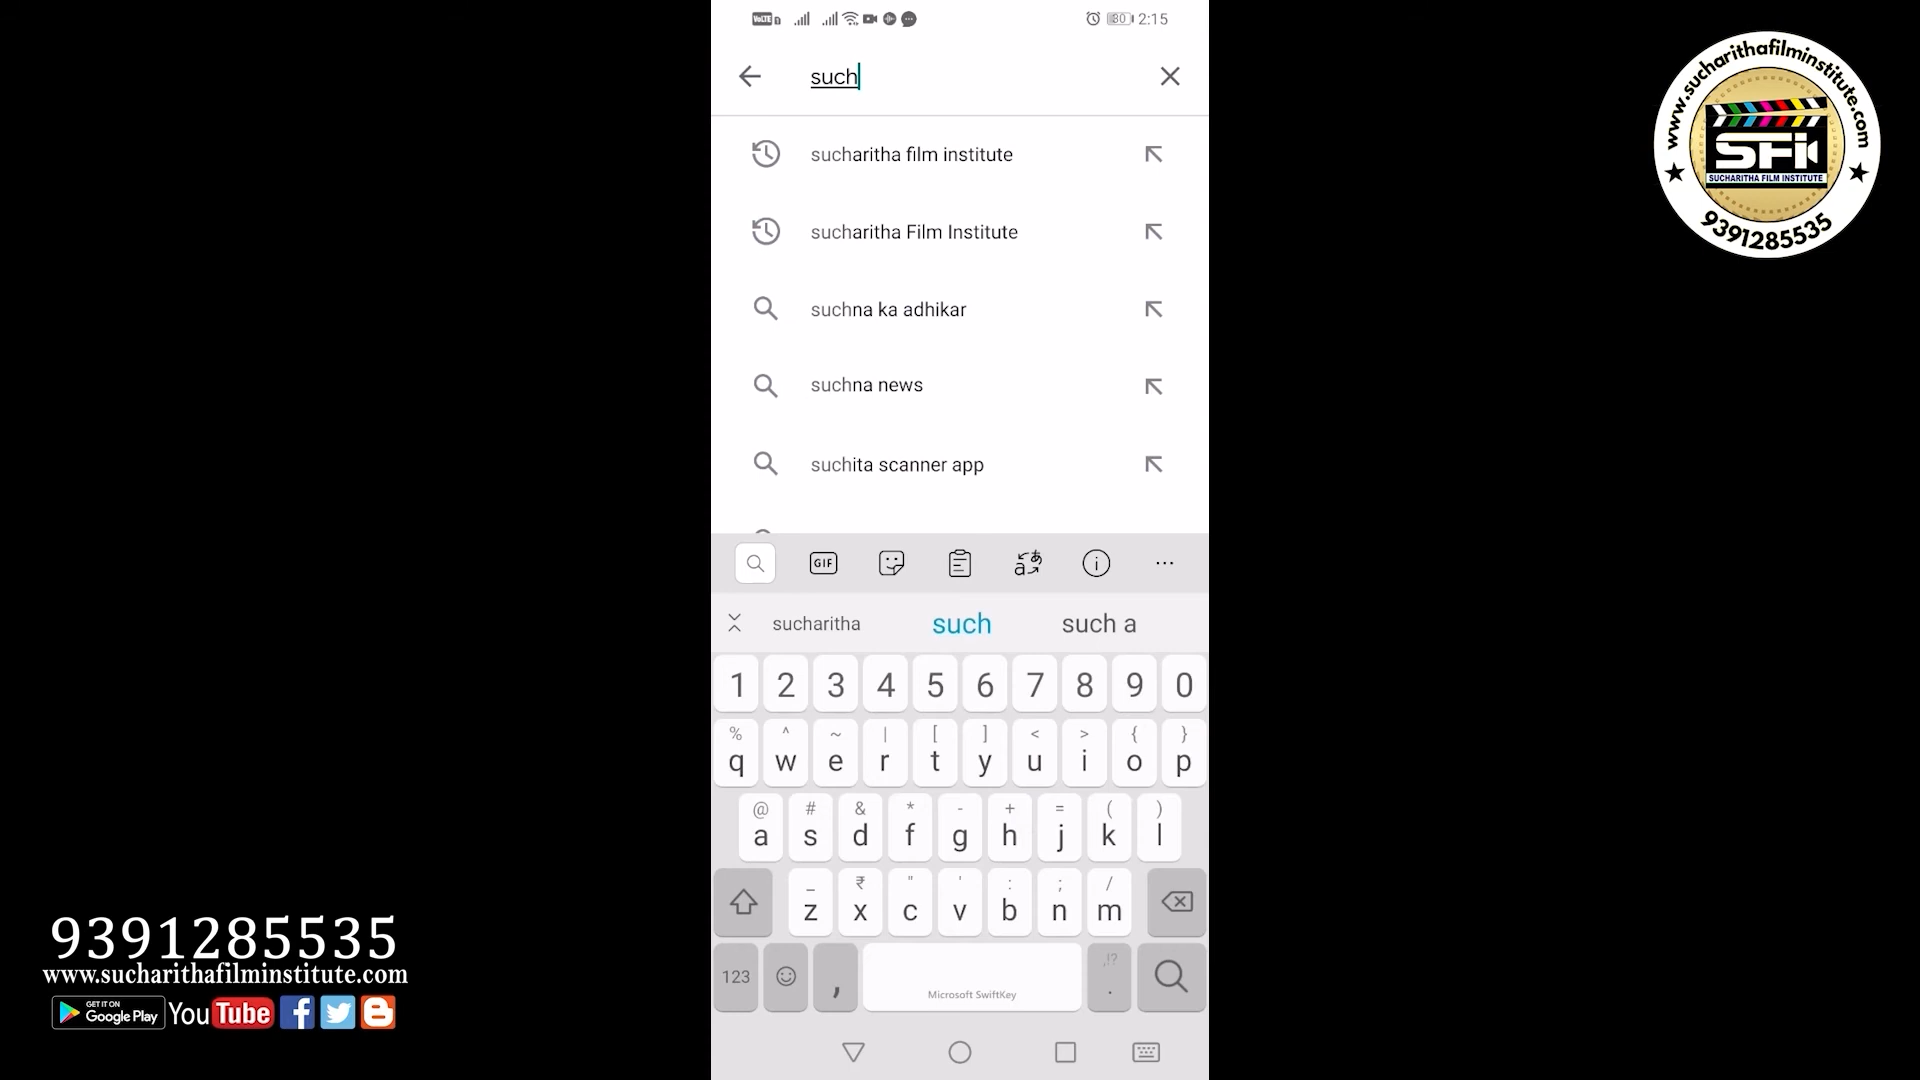 VoLTE
80 2:15
such
sucharitha film institute
sucharitha Film Institute
suchna ka adhikar
suchna news
suchita scanner app
GIF
sucharitha such such a
1 2 3 4 5 6 7 8 9 0
% ^ ~ | [ ] < > { }
q w e r t y u i o p
@ # & * - + = ( )
a s d f g h j k l
_ ₹ " ' : ; /
z x c v b n m
123 , Microsoft SwiftKey ,!? .
www.sucharithafilminstitute.com
SFi
SUCHARITHA FILM INSTITUTE
9391285535
9391285535
www.sucharithafilminstitute.com
GET IT ON
Google Play
YouTube